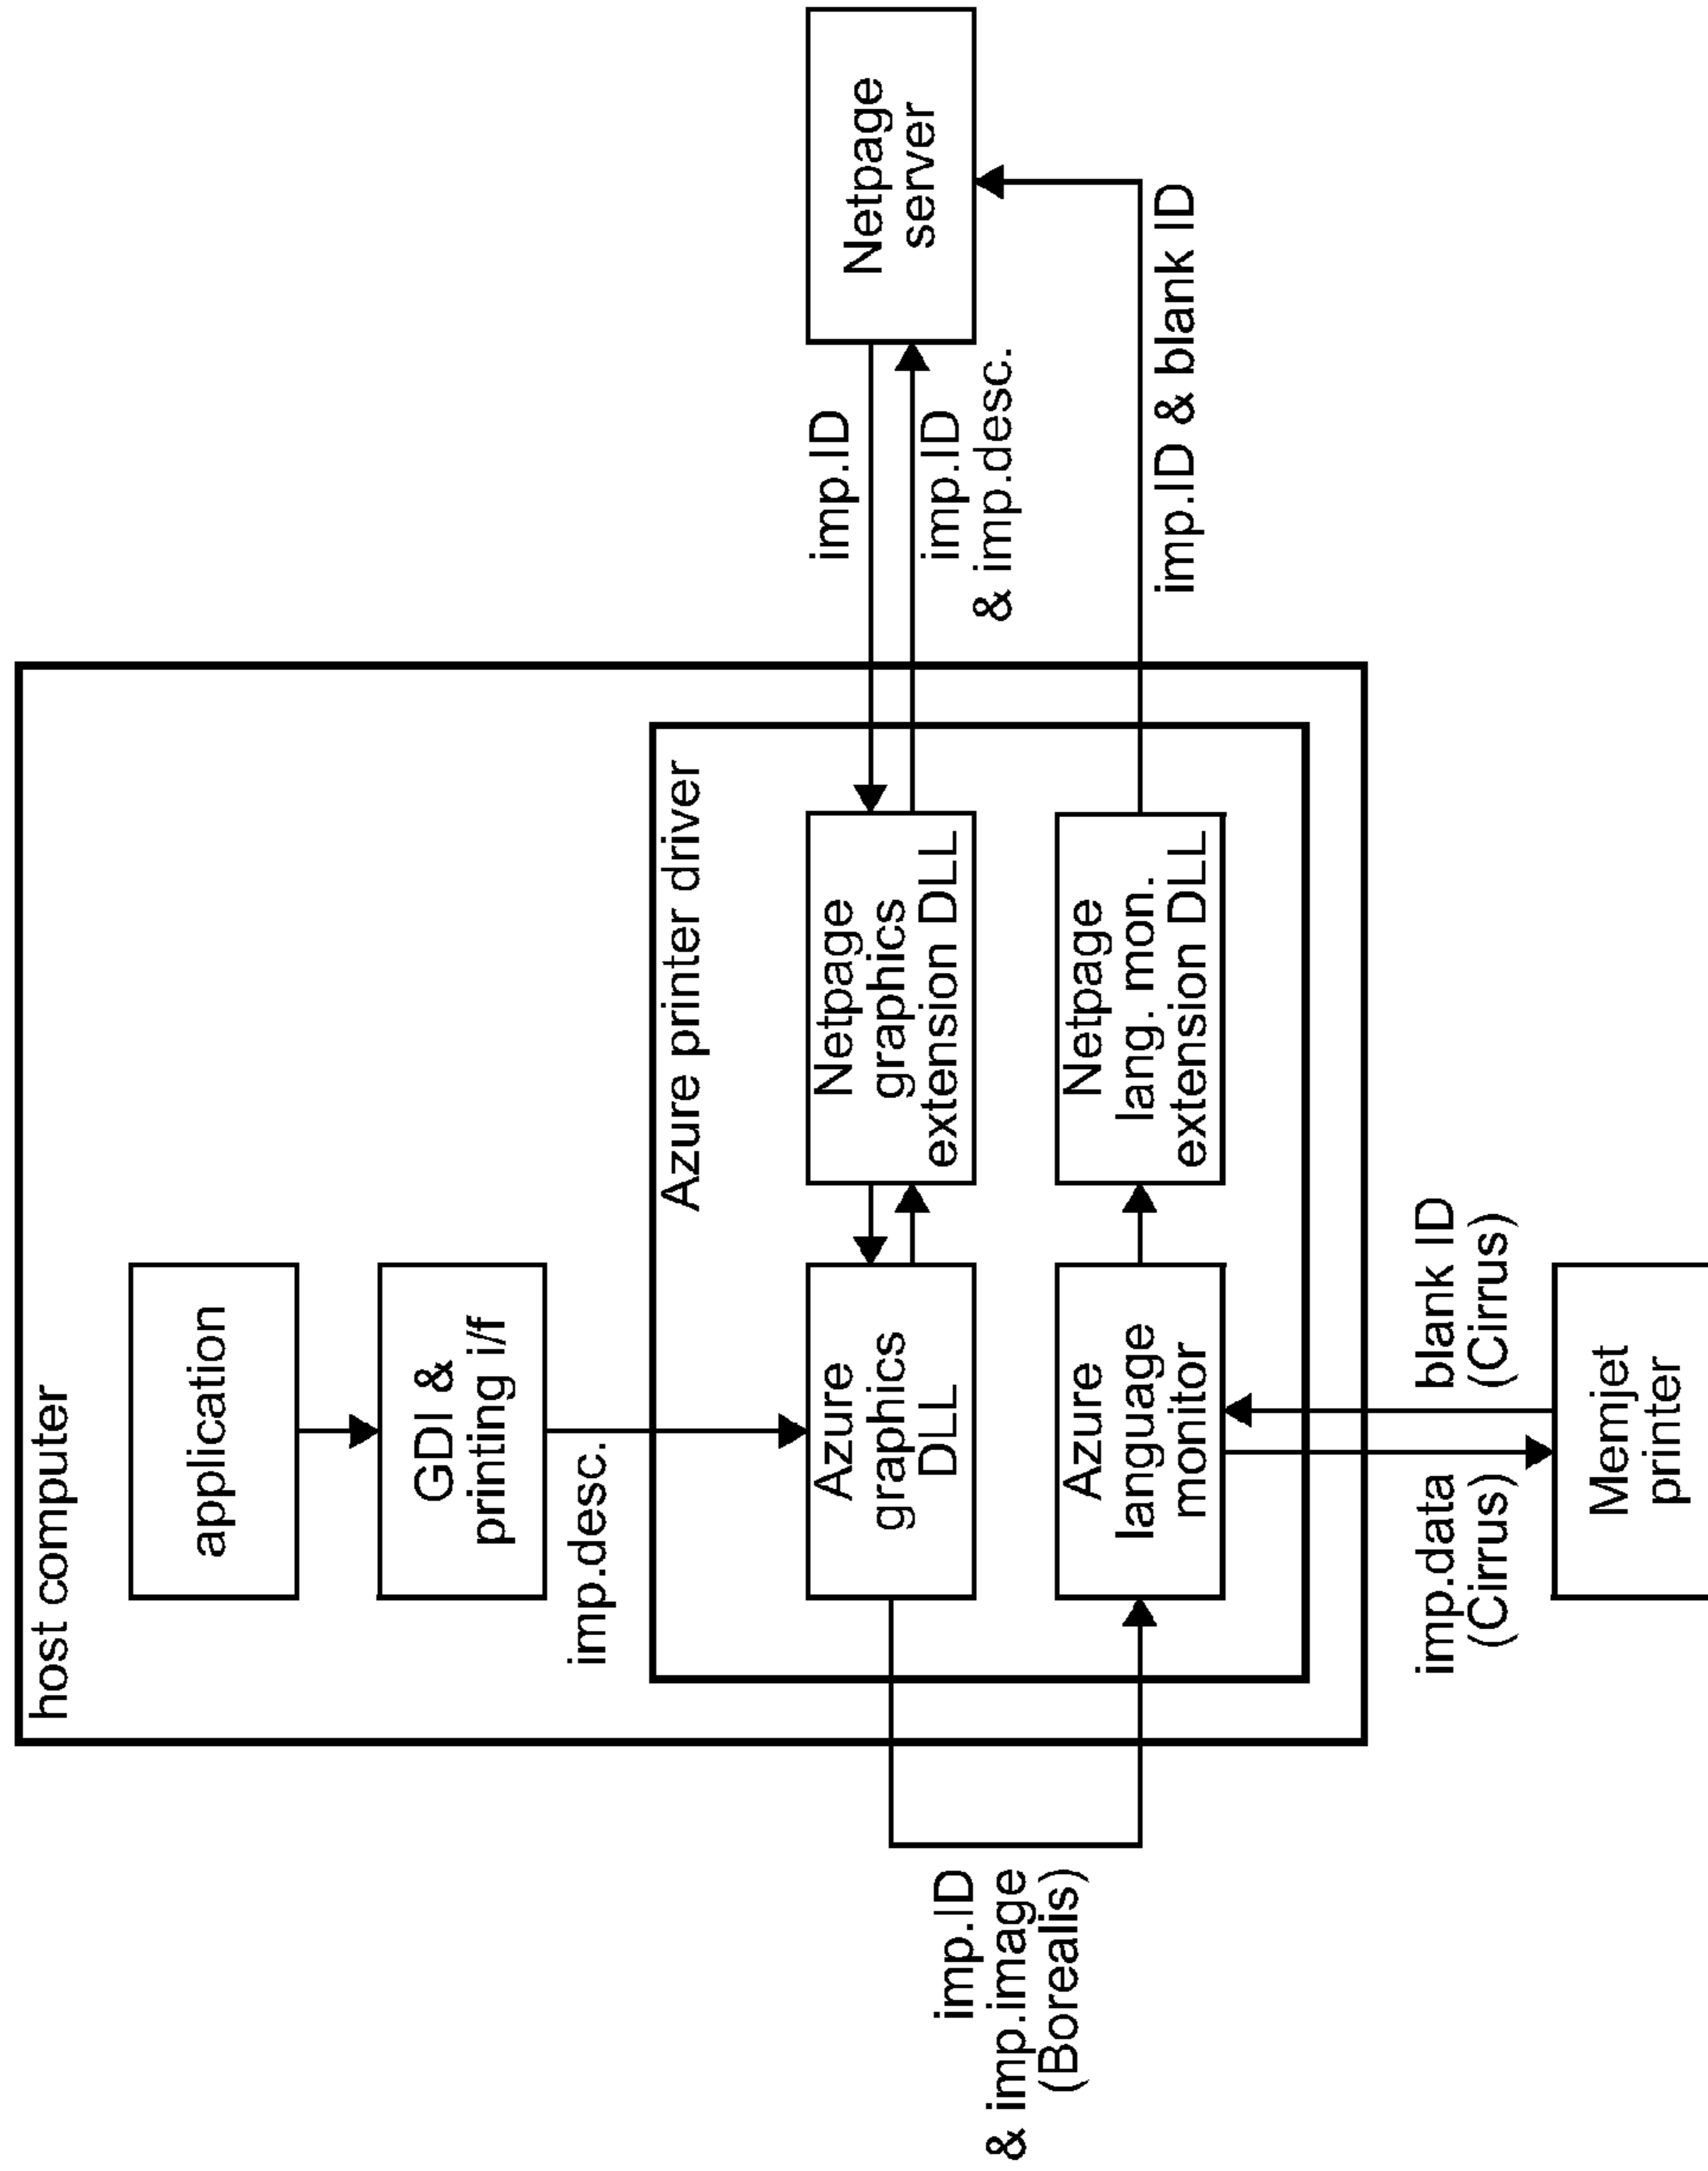 host computer
application
GDI &
printing i/f
imp.desc.
Azure printer driver
Azure
graphics
DLL
Netpage
graphics
extension DLL
imp.ID
imp.ID
& imp.desc.
Netpage
server
imp.ID
& imp.image
(Borealis)
Azure
language
monitor
Netpage
lang. mon.
extension DLL
imp.ID & blank ID
imp.data
(Cirrus)
blank ID
(Cirrus)
Memjet
printer